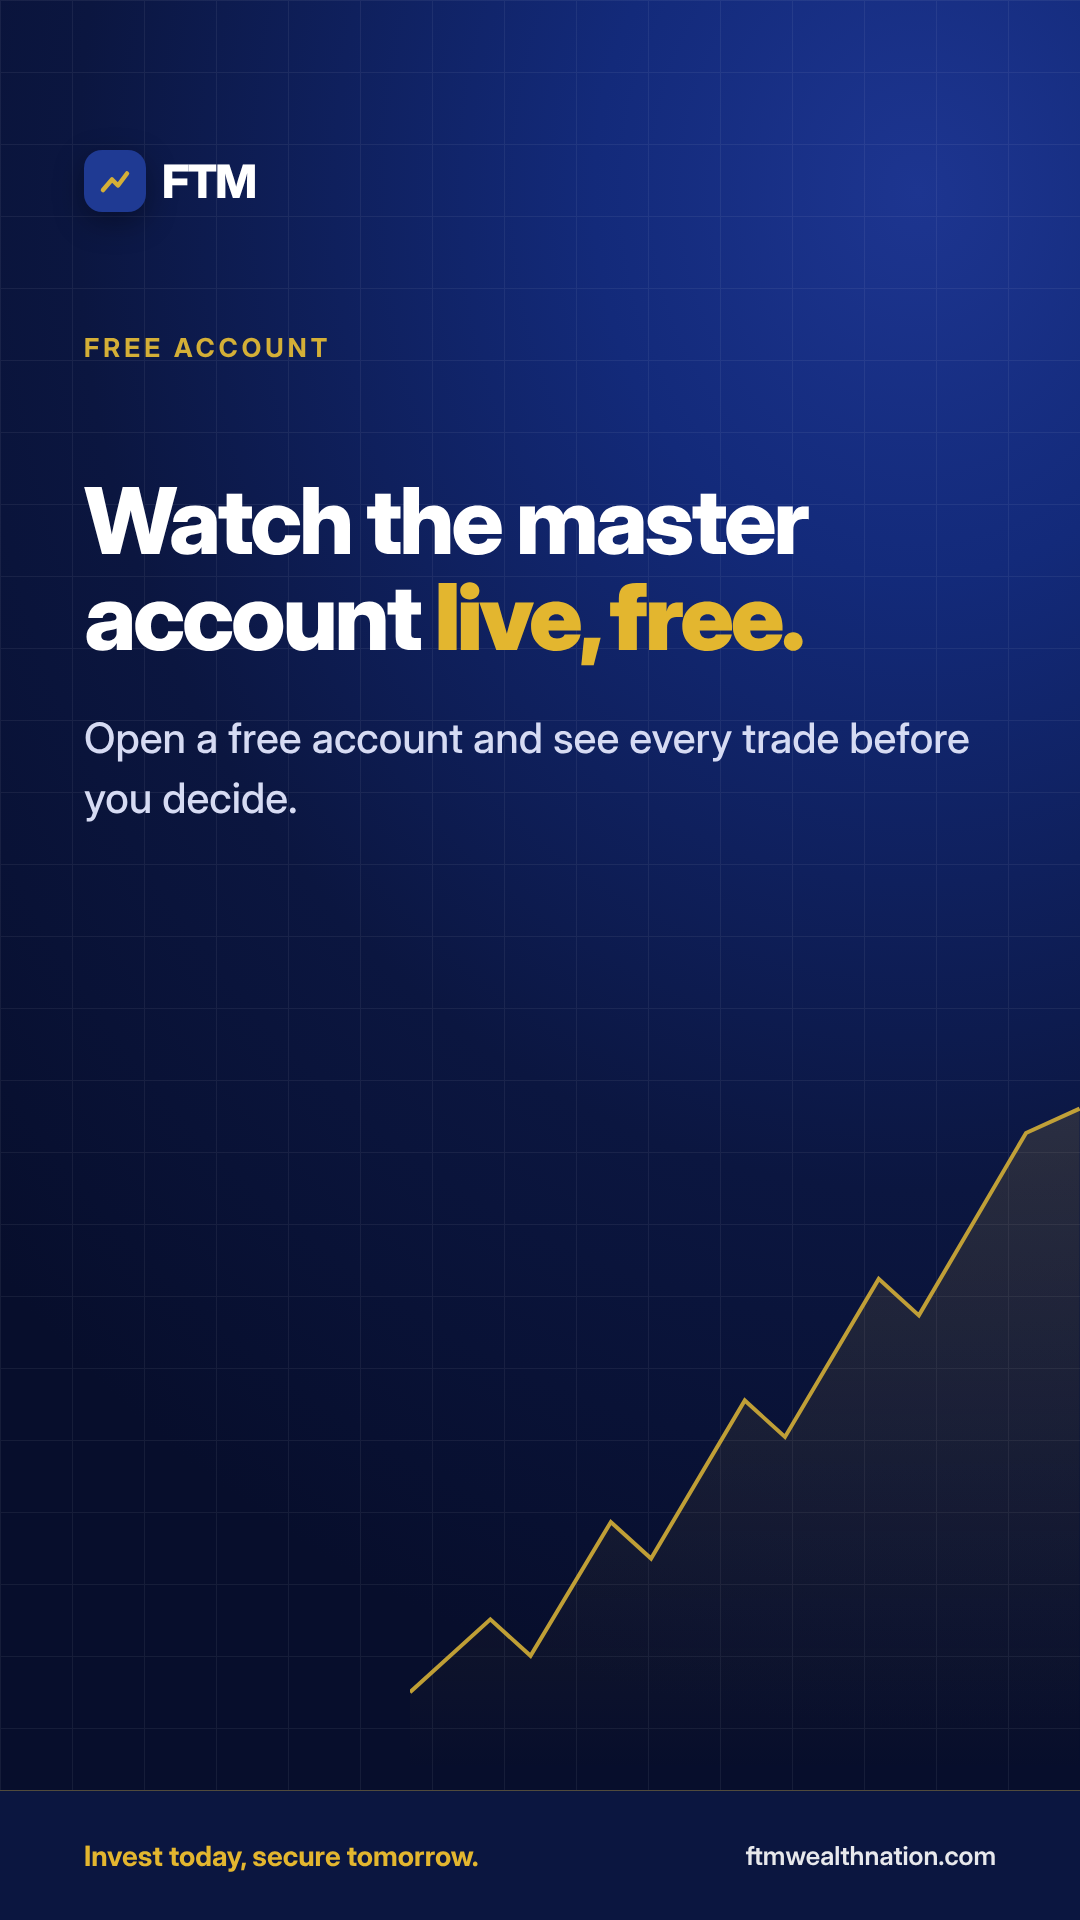 FTM
FREE ACCOUNT
Watch the master
account live, free.
Open a free account and see every trade before
you decide.
Invest today, secure tomorrow.
ftmwealthnation.com